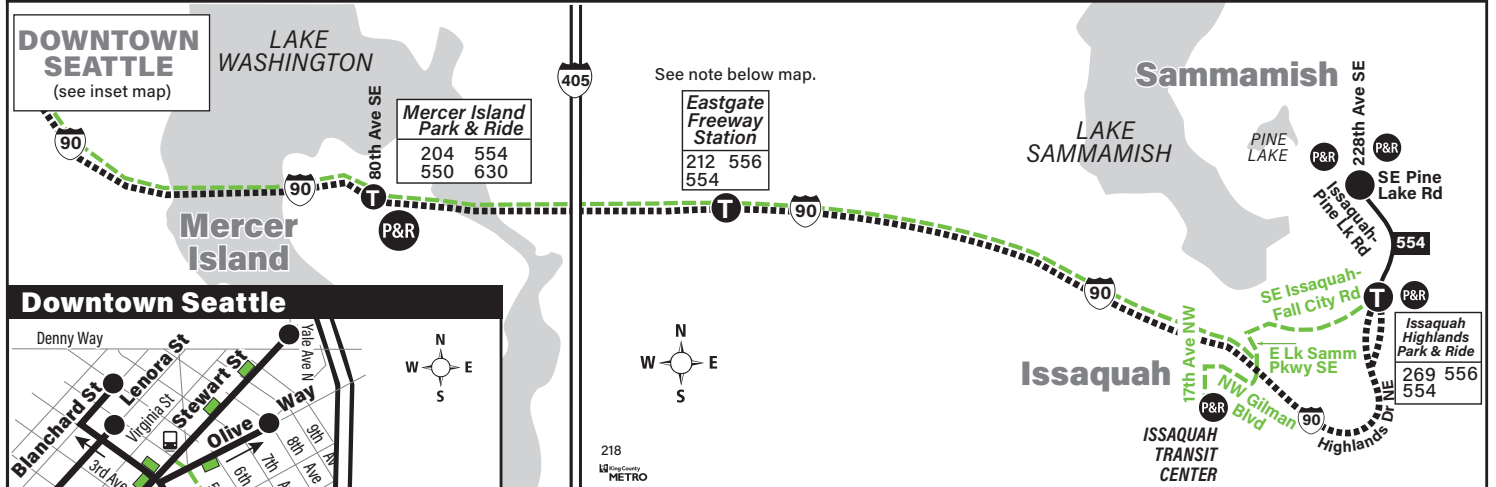 DOWNTOWN
SEATTLE
(see inset map)
LAKE
WASHINGTON
90
90
80th Ave SE
Mercer Island
Park & Ride
204 554
550 630
T
P&R
Mercer
Island
405
See note below map.
Eastgate
Freeway
Station
212 556
554
T
90
LAKE
SAMMAMISH
Sammamish
PINE
LAKE
P&R
228th Ave SE
P&R
SE Pine
Lake Rd
Issaquah-
Pine Lk Rd
554
90
SE Issaquah-
Fall City Rd
T
P&R
Issaquah
Highlands
Park & Ride
269 556
554
17th Ave NW
E Lk Samm
Pkwy SE
Issaquah
NW Gilman
Blvd
P&R
90
Highlands Dr NE
ISSAQUAH
TRANSIT
CENTER
N
W E
S
218
King County
METRO
Downtown Seattle
Denny Way
Yale Ave N
N
W E
S
Blanchard St
Lenora St
Virginia St
Stewart St
Olive Way
3rd Ave
6th
7th
8th Ave
9th Av